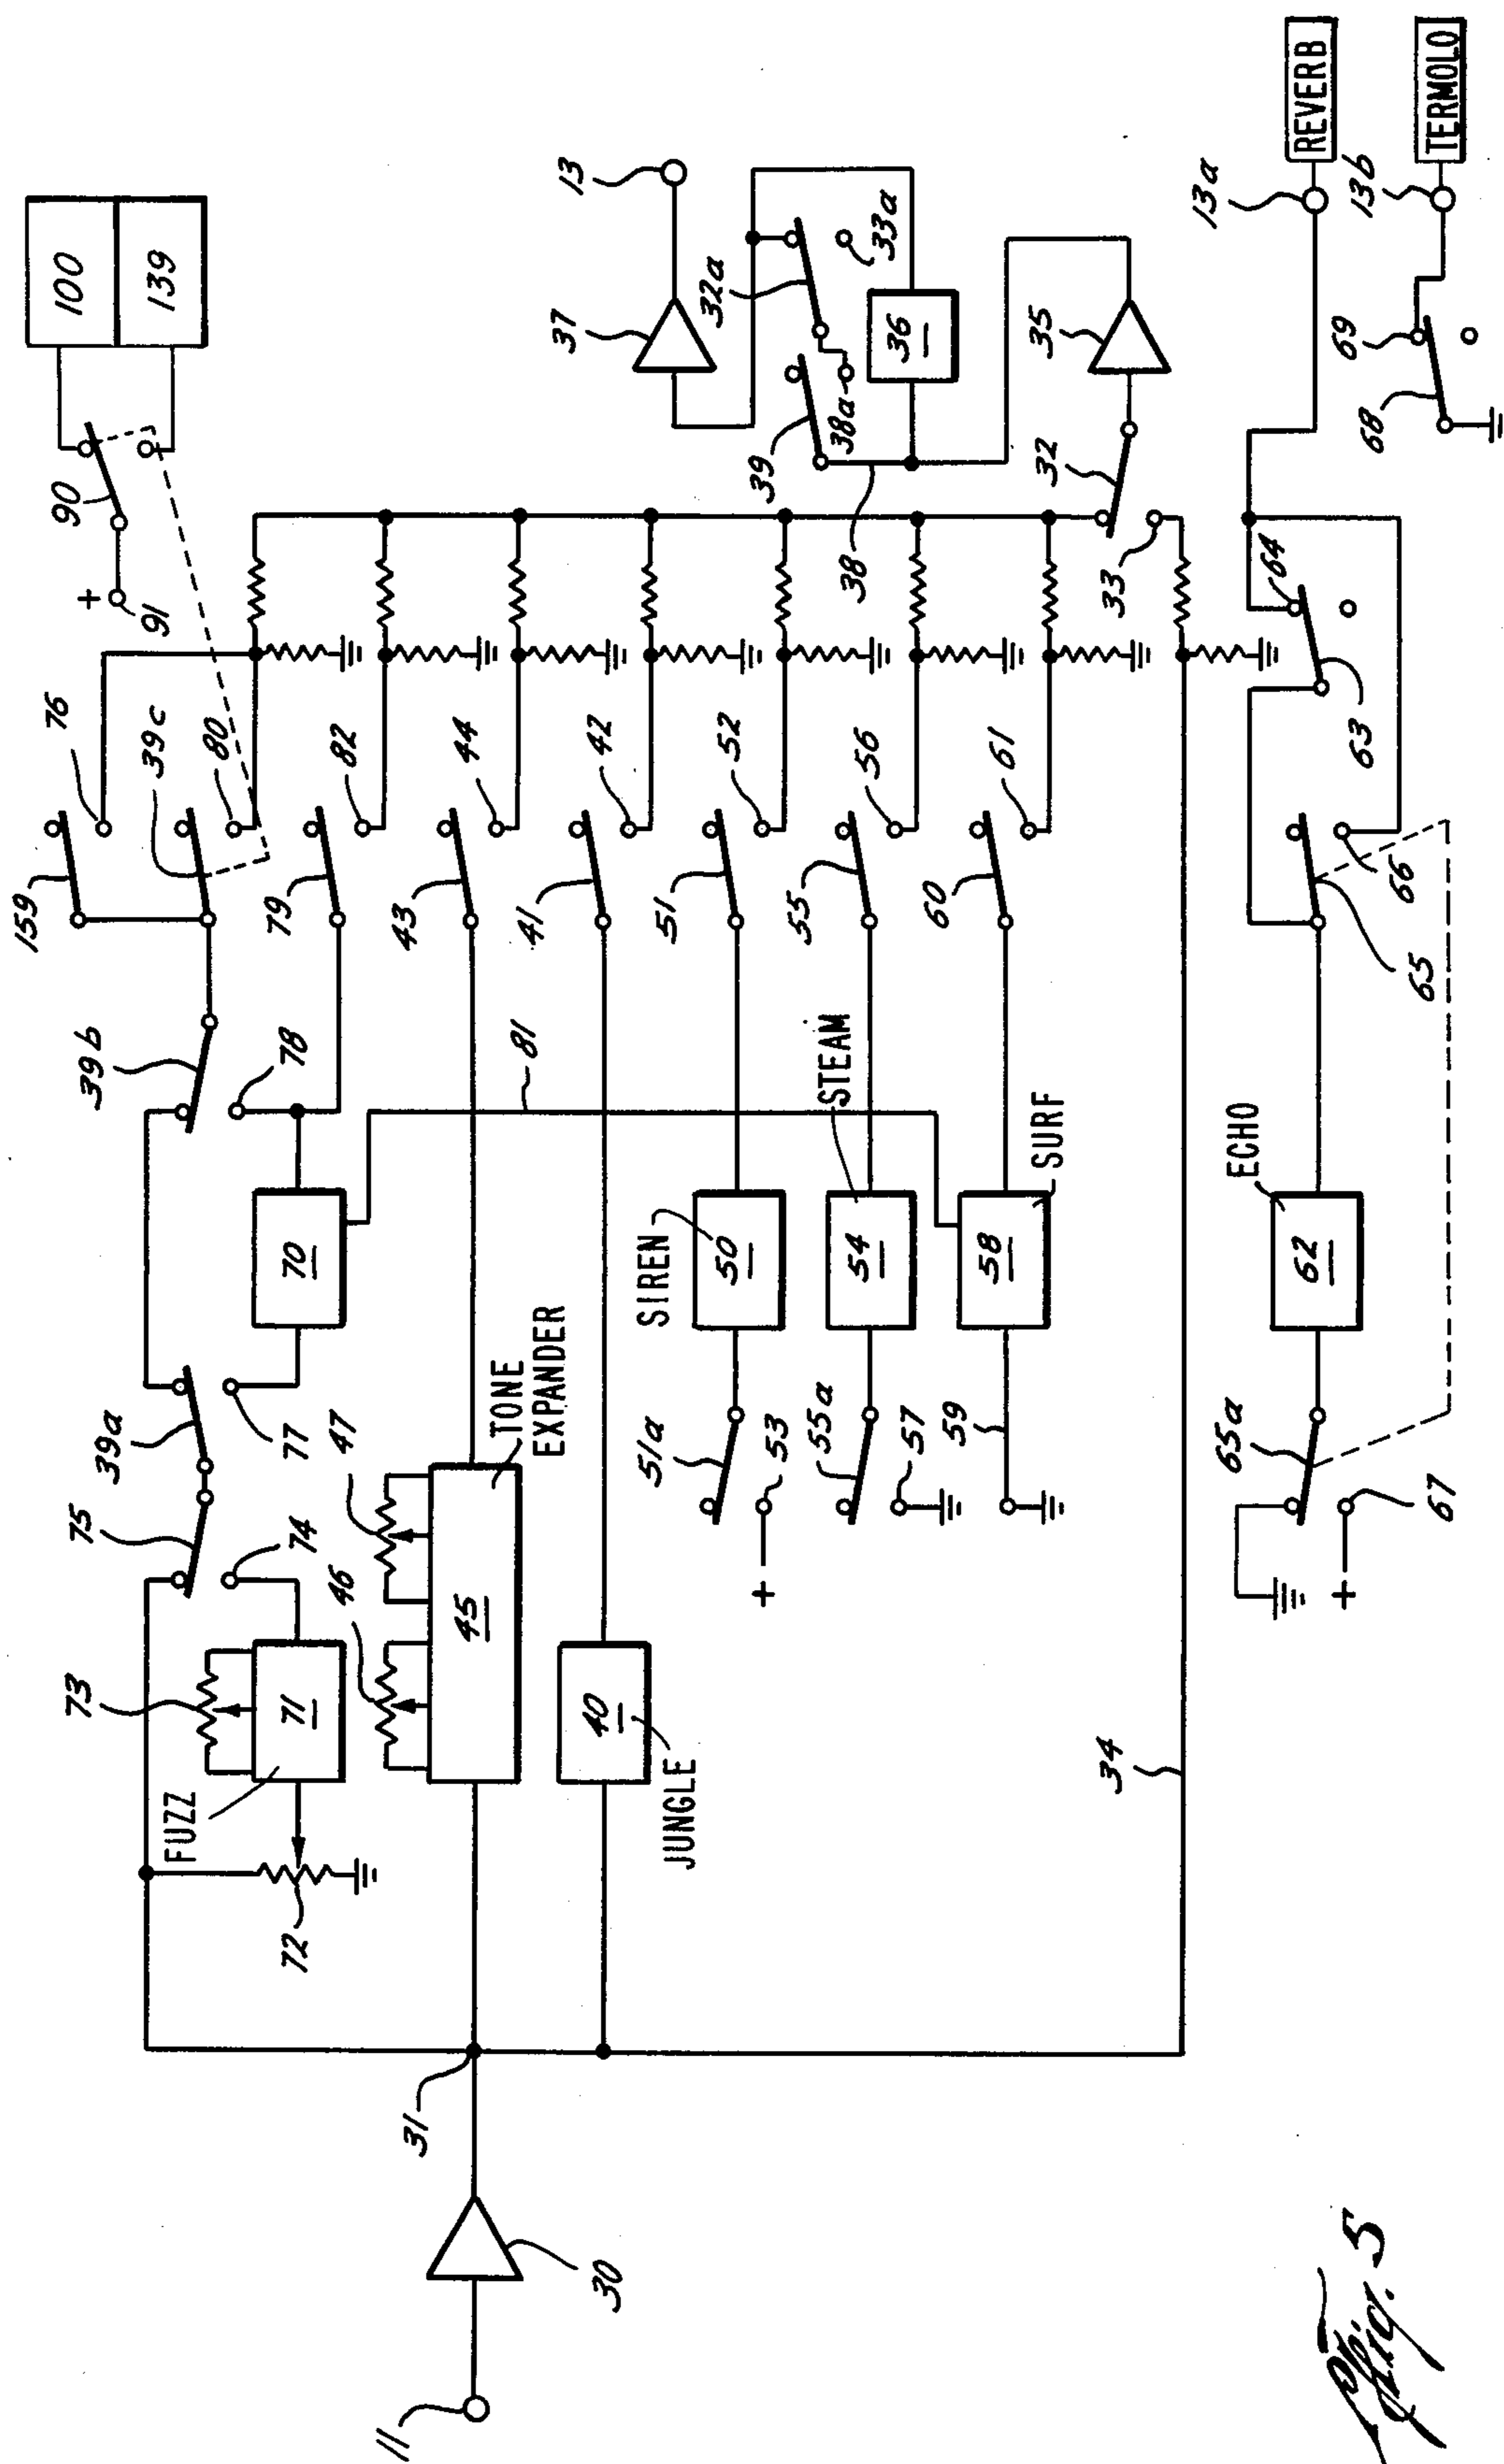 100
139
90
+
91
159
76
39c
80
39b
78
79
82
75
39a
77
74
73
FUZZ
71
72
70
43
44
47
46
45
TONE
EXPANDER
41
42
40
JUNGLE
81
SIREN
50
51
52
51a
53
+
STEAM
54
55
56
55a
57
58
SURF
59
60
61
31
30
11
34
37
13
32a
33a
39
38a
36
38
35
32
33
ECHO
62
65a
67
+
65
66
63
64
13a
REVERB
13b
TERMOLO
68
69
Fig. 5